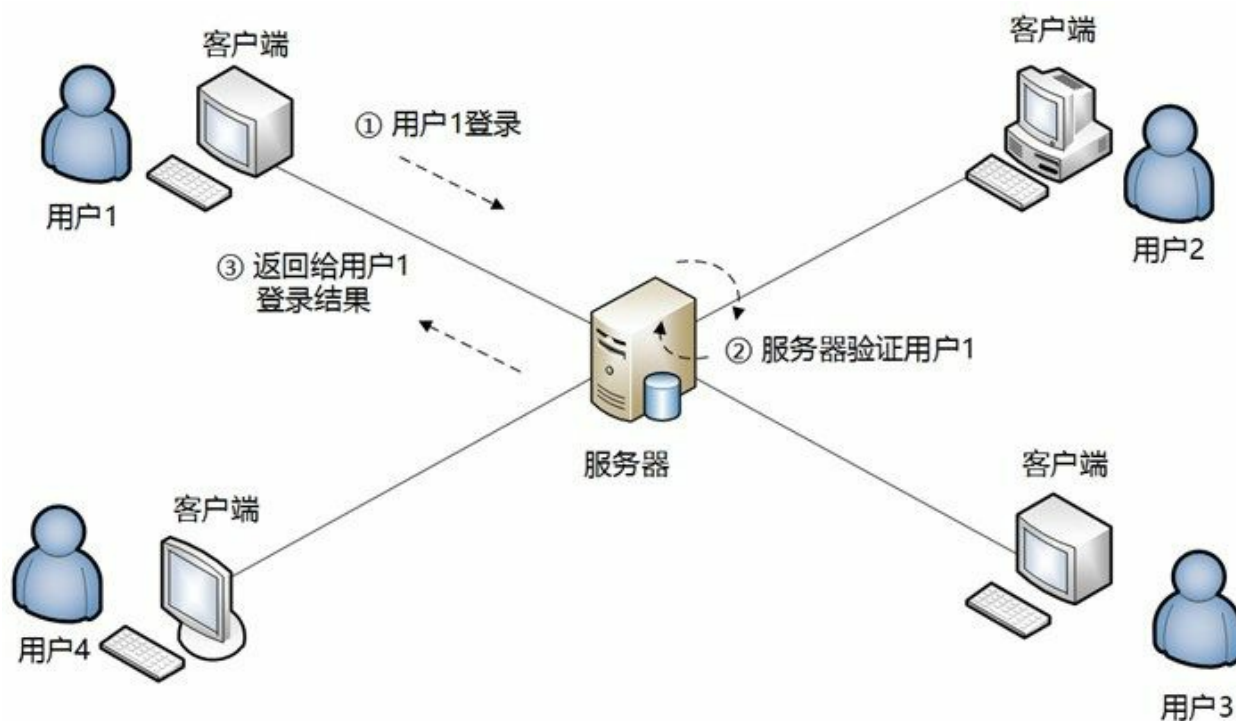 客户端
客户端
① 用户1登录
用户1
用户2
③ 返回给用户1
登录结果
② 服务器验证用户1
服务器
客户端
客户端
用户4
用户3